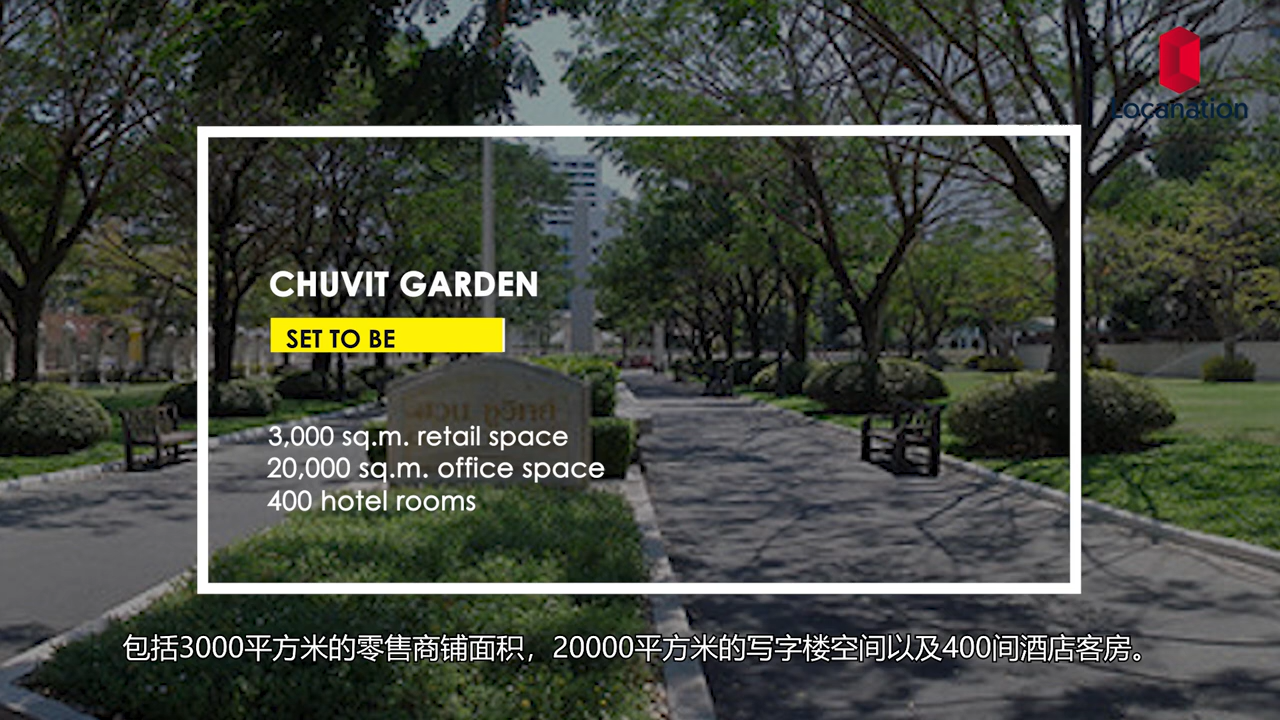 Locanation
CHUVIT GARDEN
SET TO BE
3,000 sq.m. retail space
20,000 sq.m. office space
400 hotel rooms
包括3000平方米的零售商铺面积，20000平方米的写字楼空间以及400间酒店客房。